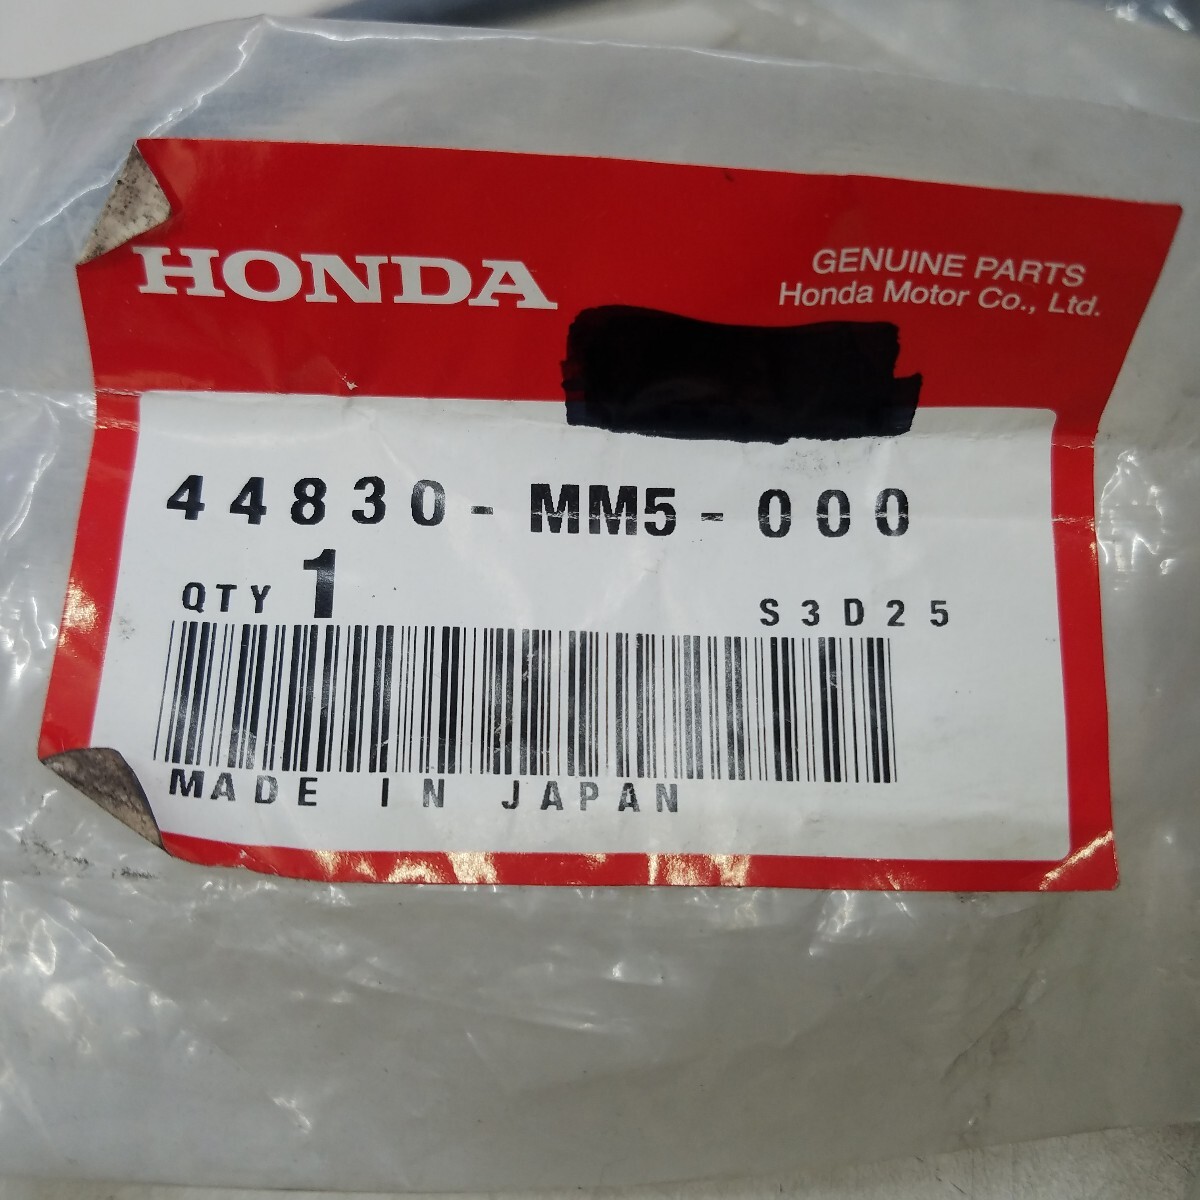 HONDA
GENUINE PARTS
Honda Motor Co., Ltd.
44830-MM5-000
QTY 1
S3D25
MADE IN JAPAN